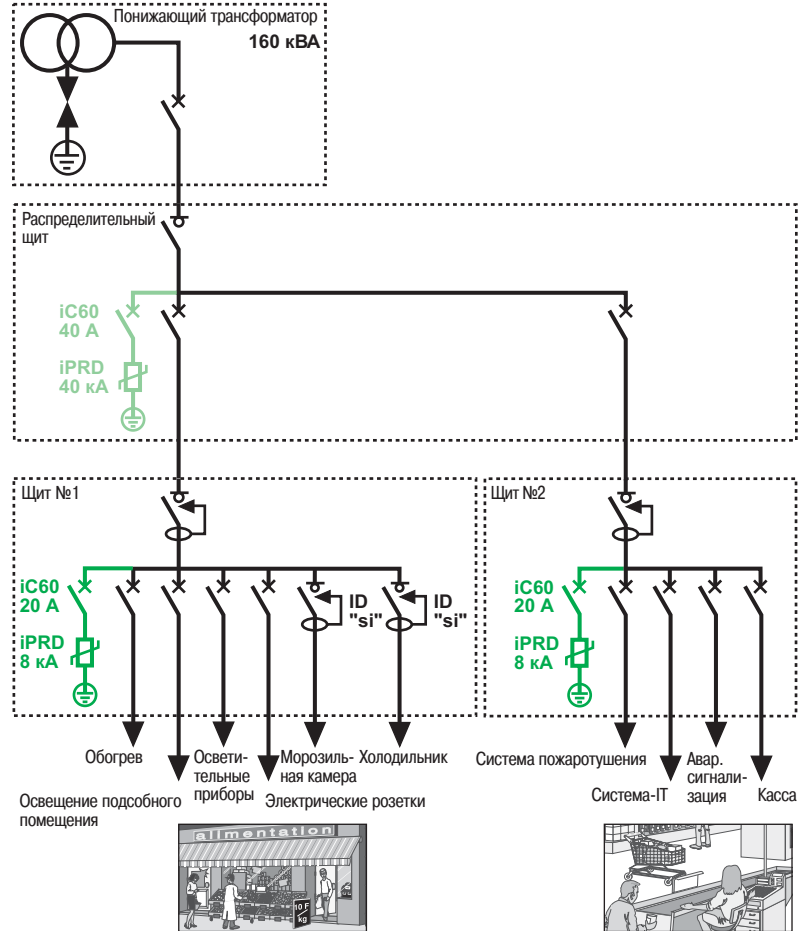 Понижающий трансформатор
160 кВА
Распределительный
щит
iC60
40 А
iPRD
40 кА
Щит №1
Щит №2
iC60
20 А
iPRD
8 кА
ID
"si"
ID
"si"
iC60
20 А
iPRD
8 кА
Обогрев
Освети-
тельные
приборы
Морозиль-
ная камера
Холодильник
Освещение подсобного
помещения
Электрические розетки
Система пожаротушения
Система-IT
Авар.
сигнали-
зация
Касса
alimentation
10 F
kg